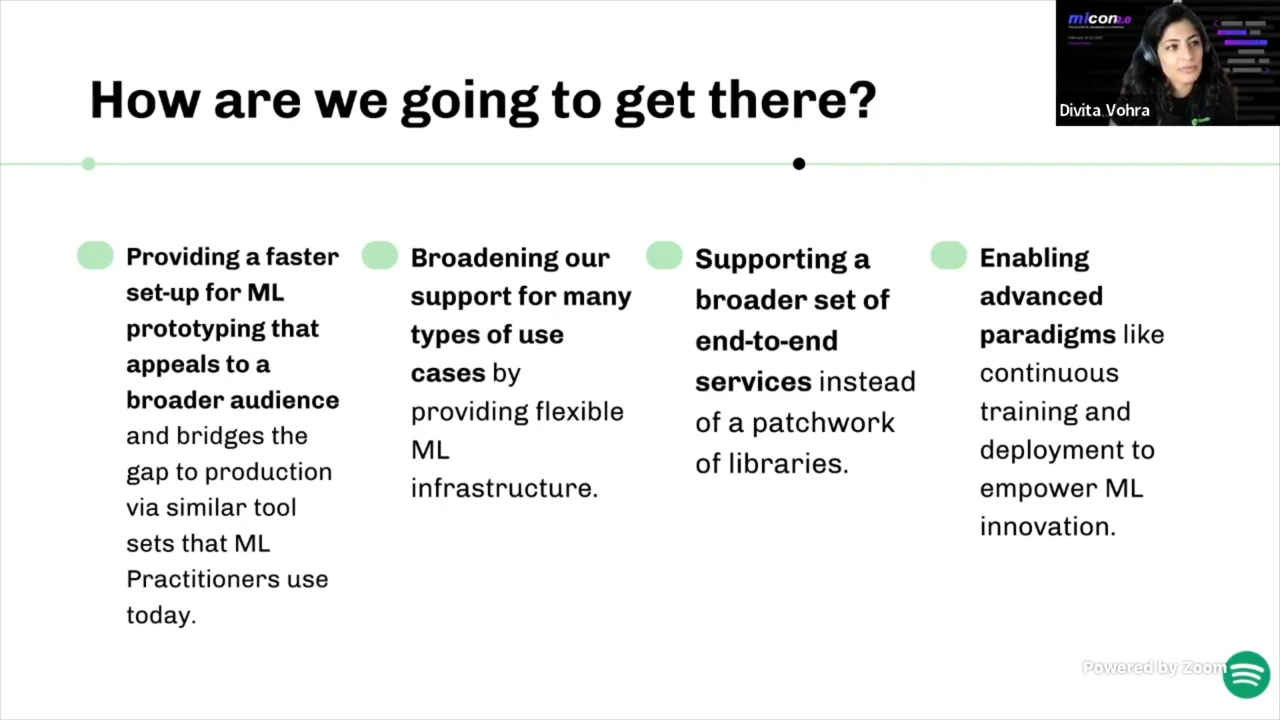 How are we going to get there?
Providing a faster
set-up for ML
prototyping that
appeals to a
broader audience
and bridges the
gap to production
via similar tool
sets that ML
Practitioners use
today.
Broadening our
support for many
types of use
cases by
providing flexible
ML
infrastructure.
Supporting a
broader set of
end-to-end
services instead
of a patchwork
of libraries.
Enabling
advanced
paradigms like
continuous
training and
deployment to
empower ML
innovation.
mlcon2.0
Divita Vohra
Powered by Zoom